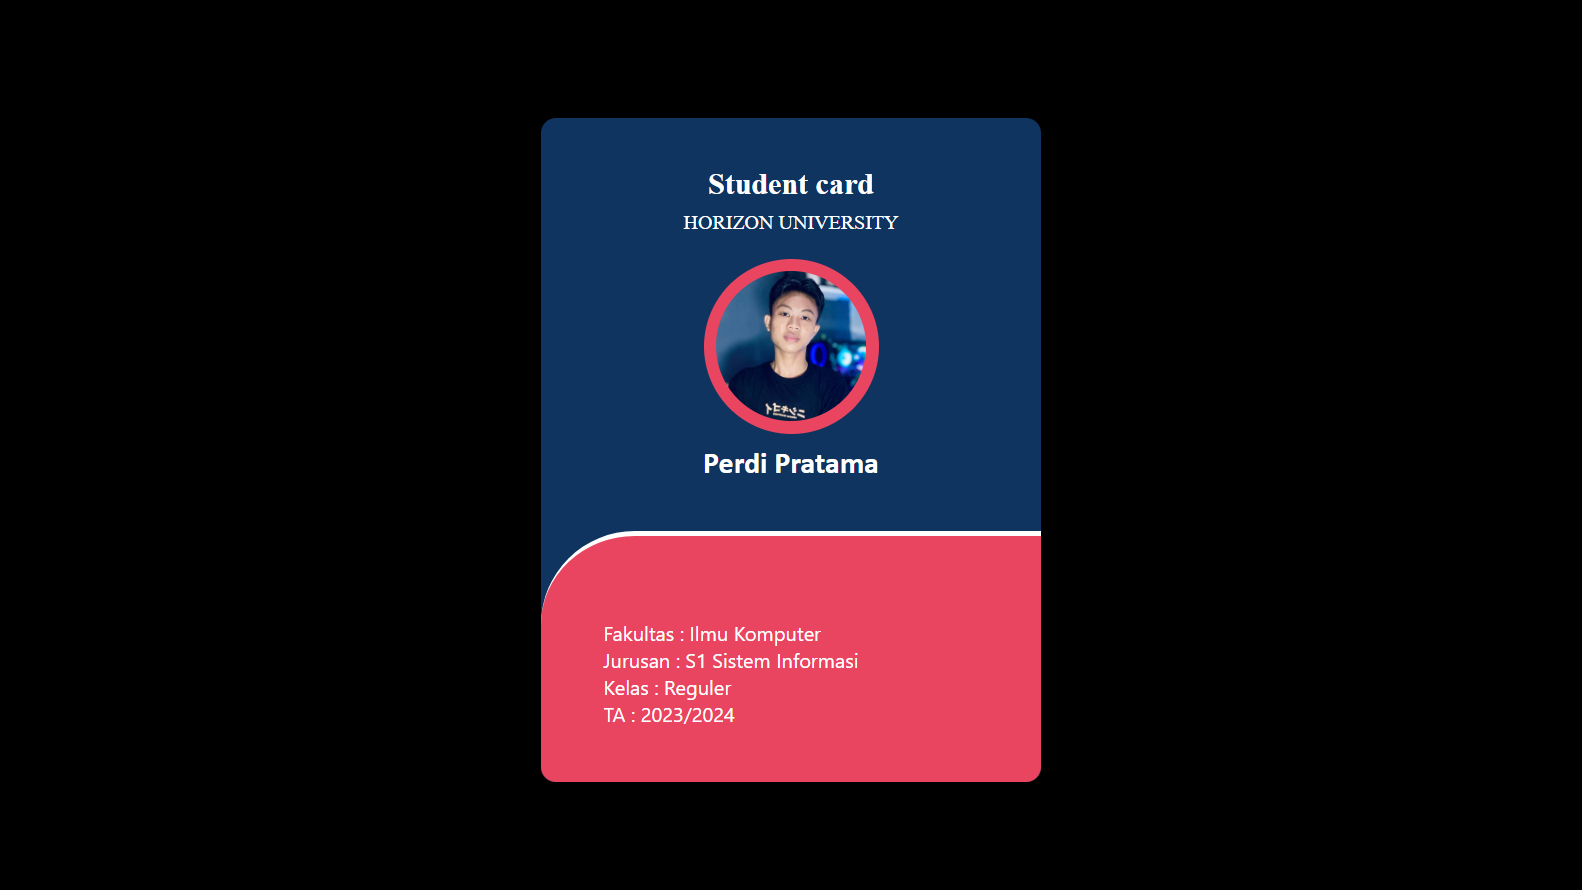 Student card
HORIZON UNIVERSITY
Perdi Pratama
Fakultas : Ilmu Komputer
Jurusan : S1 Sistem Informasi
Kelas : Reguler
TA : 2023/2024